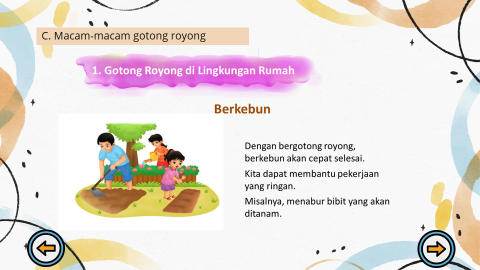 C. Macam-macam gotong royong
1. Gotong Royong di Lingkungan Rumah
Berkebun
Dengan bergotong royong,
berkebun akan cepat selesai.
Kita dapat membantu pekerjaan
yang ringan.
Misalnya, menabur bibit yang akan
ditanam.